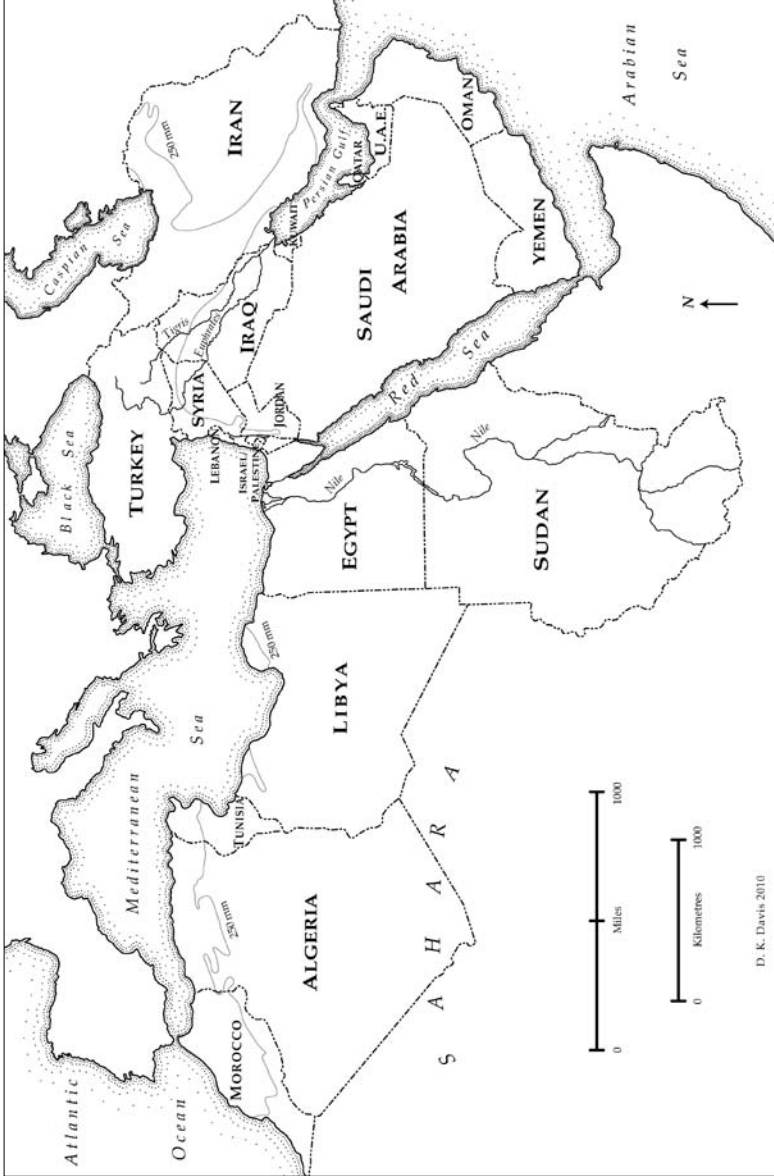 Atlantic
Ocean
Mediterranean
Sea
Black Sea
Caspian
Sea
TURKEY
IRAN
250 mm
Tigris
Euphrates
SYRIA
LEBANON
ISRAEL/
PALESTINE
JORDAN
IRAQ
KUWAIT
Persian Gulf
QATAR
U.A.E.
OMAN
SAUDI
ARABIA
YEMEN
Red Sea
Arabian
Sea
MOROCCO
250 mm
ALGERIA
TUNISIA
250 mm
LIBYA
EGYPT
Nile
Nile
SUDAN
SAHARA
N
0 Miles 1000
0 Kilometres 1000
D. K. Davis 2010